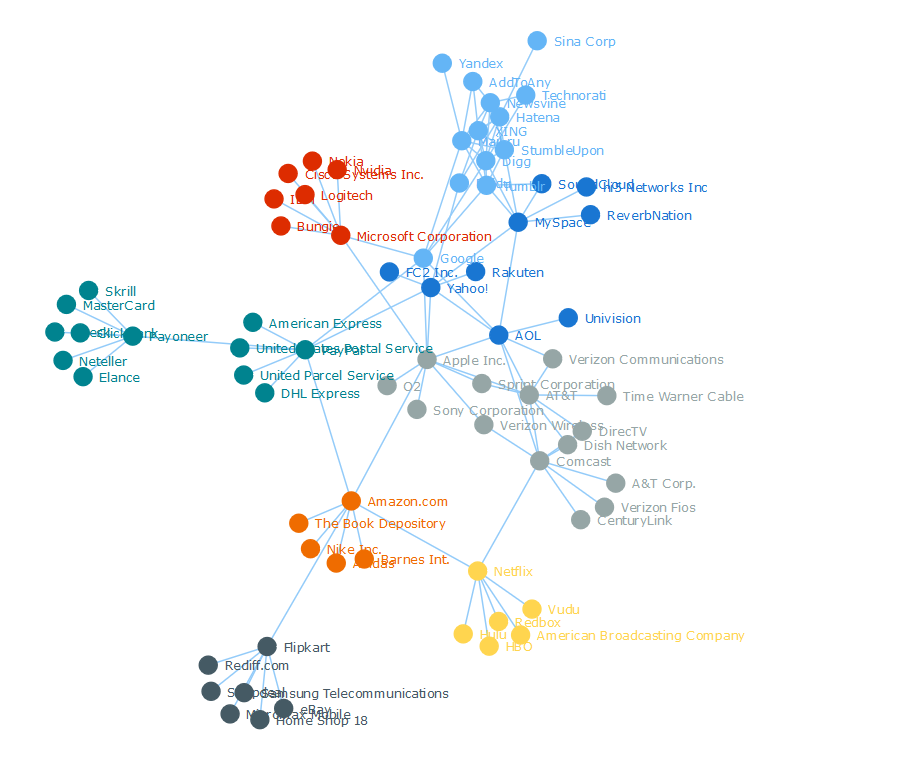 Sina Corp
Yandex
AddToAny
Technorati
Newsvine
Hatena
XING
StumbleUpon
Digg
Tumblr
SoundCloud
Hi5 Networks Inc
MySpace
ReverbNation
Nokia
Nvidia
Cisco Systems Inc.
Logitech
Bungie
Microsoft Corporation
Google
FC2 Inc.
Rakuten
Yahoo!
Skrill
MasterCard
Payoneer
Neteller
Elance
American Express
United States Postal Service
PayPal
United Parcel Service
DHL Express
AOL
Univision
Apple Inc.
Verizon Communications
O2
Sprint Corporation
AT&T
Time Warner Cable
Sony Corporation
Verizon Wireless
DirecTV
Dish Network
Comcast
A&T Corp.
Verizon Fios
CenturyLink
Amazon.com
The Book Depository
Nike Inc.
Adidas
Barnes Int.
Netflix
Vudu
Redbox
Hulu
American Broadcasting Company
HBO
Flipkart
Rediff.com
Snapdeal
Samsung Telecommunications
eBay
Micromax Mobile
Home Shop 18